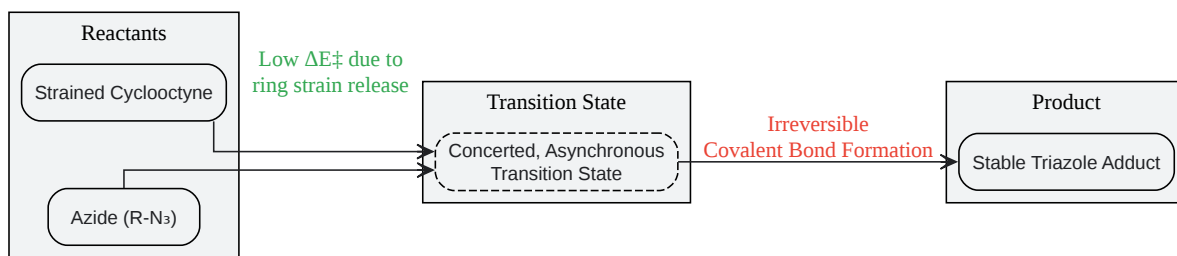 Reactants
Strained Cyclooctyne
Azide (R-N₃)
Low ΔE‡ due to
ring strain release
Transition State
Concerted, Asynchronous
Transition State
Irreversible
Covalent Bond Formation
Product
Stable Triazole Adduct